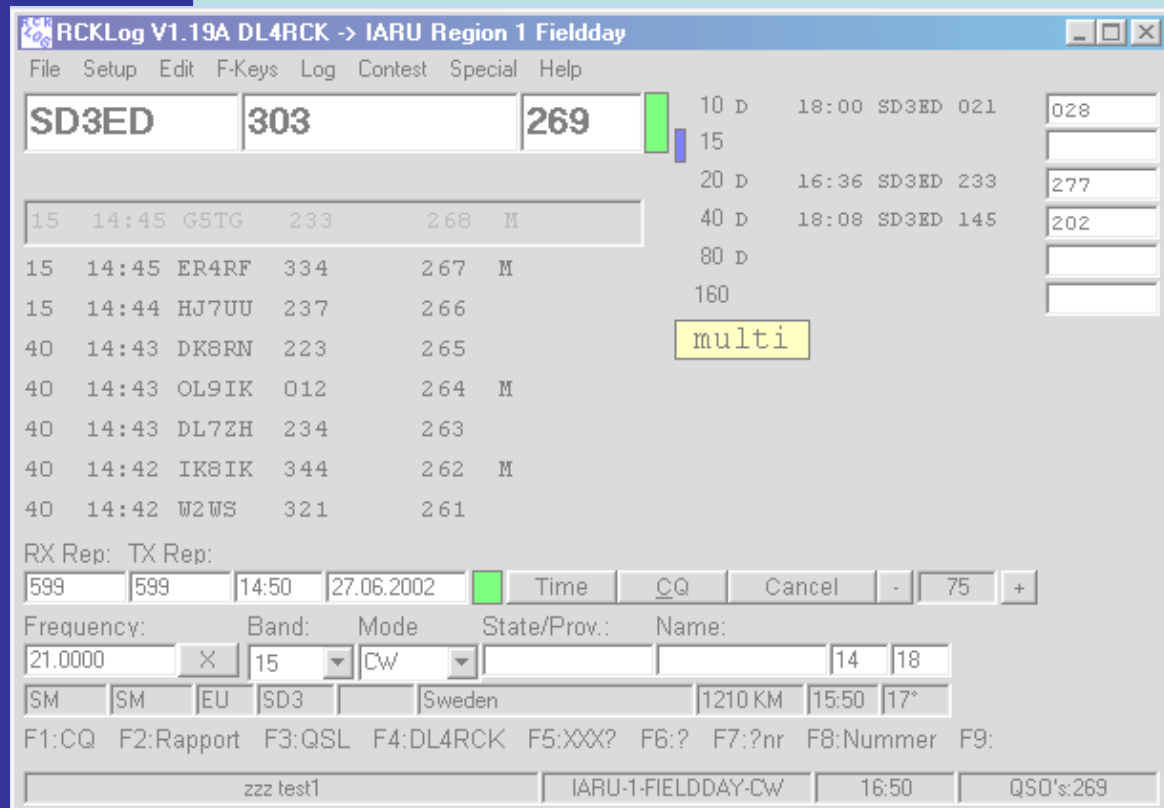 RCKLog V1.19A DL4RCK -> IARU Region 1 Fieldday
File Setup Edit F-Keys Log Contest Special Help
SD3ED 303 269
10 D 18:00 SD3ED 021 028
15
20 D 16:36 SD3ED 233 277
40 D 18:08 SD3ED 145 202
80 D
160
multi
15 14:45 G5TG 233 268 M
15 14:45 ER4RF 334 267 M
15 14:44 HJ7UU 237 266
40 14:43 DK8RN 223 265
40 14:43 OL9IK 012 264 M
40 14:43 DL7ZH 234 263
40 14:42 IK8IK 344 262 M
40 14:42 W2WS 321 261
RX Rep: TX Rep:
599 599 14:50 27.06.2002 Time CQ Cancel - 75 +
Frequency: Band: Mode State/Prov.: Name:
21.0000 X 15 CW 14 18
SM SM EU SD3 Sweden 1210 KM 15:50 17°
F1:CQ F2:Rapport F3:QSL F4:DL4RCK F5:XXX? F6:? F7:?nr F8:Nummer F9:
zzz test1 IARU-1-FIELDDAY-CW 16:50 QSO's:269